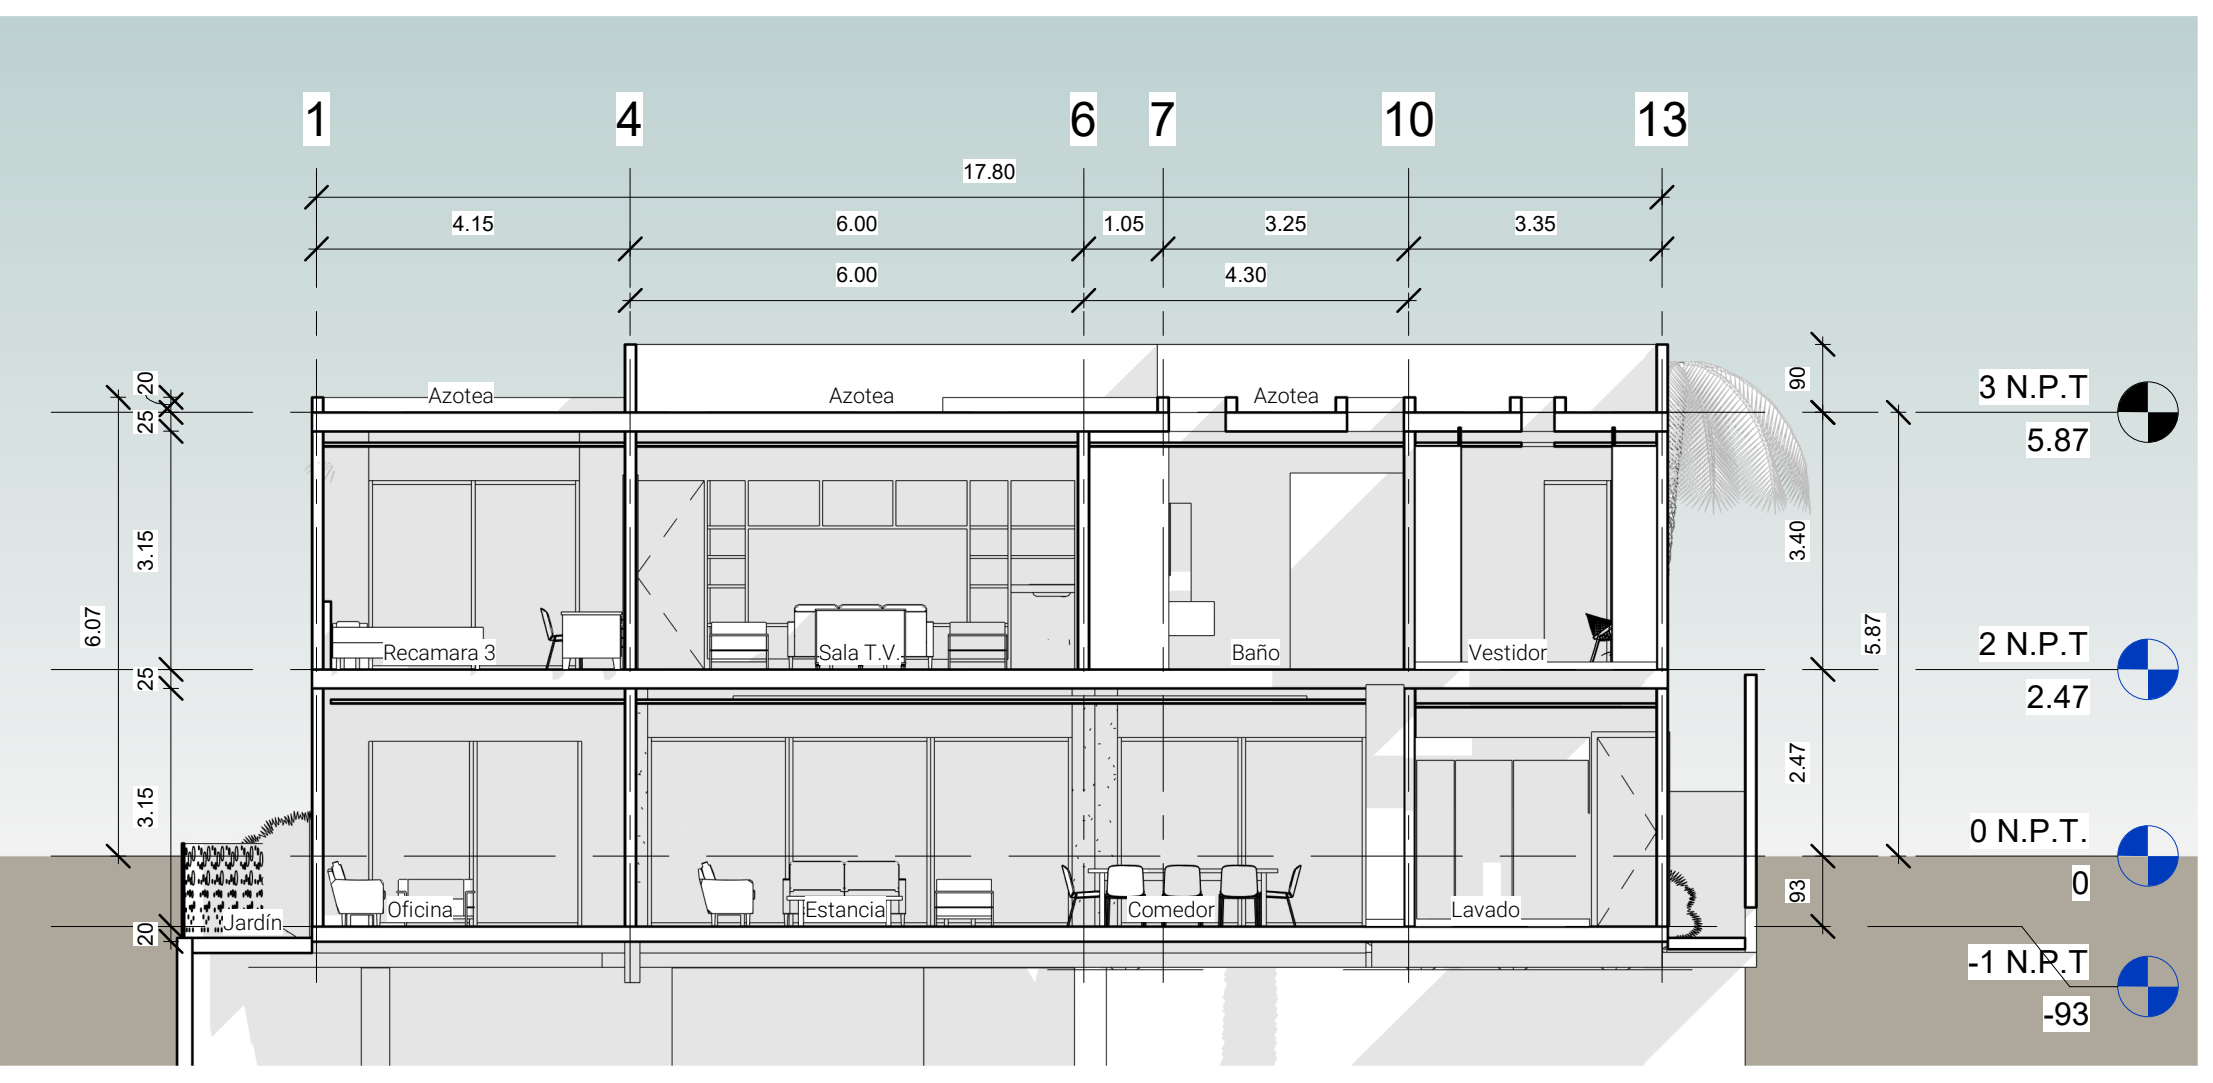 1 4 6 7 10 13
17.80
4.15 6.00 1.05 3.25 3.35
6.00 4.30
Azotea Azotea Azotea
20
25
3.15
6.07
25
3.15
20
90
3.40
5.87
2.47
93
3 N.P.T
5.87
2 N.P.T
2.47
0 N.P.T.
0
-1 N.P.T
-93
Recamara 3 Sala T.V. Baño Vestidor
Jardín Oficina Estancia Comedor Lavado